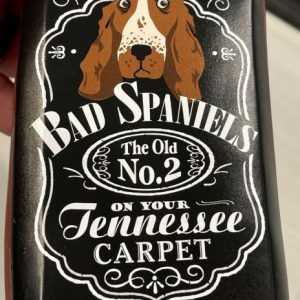 BAD SPANIELS
The Old
No.2
ON YOUR
Tennessee
CARPET